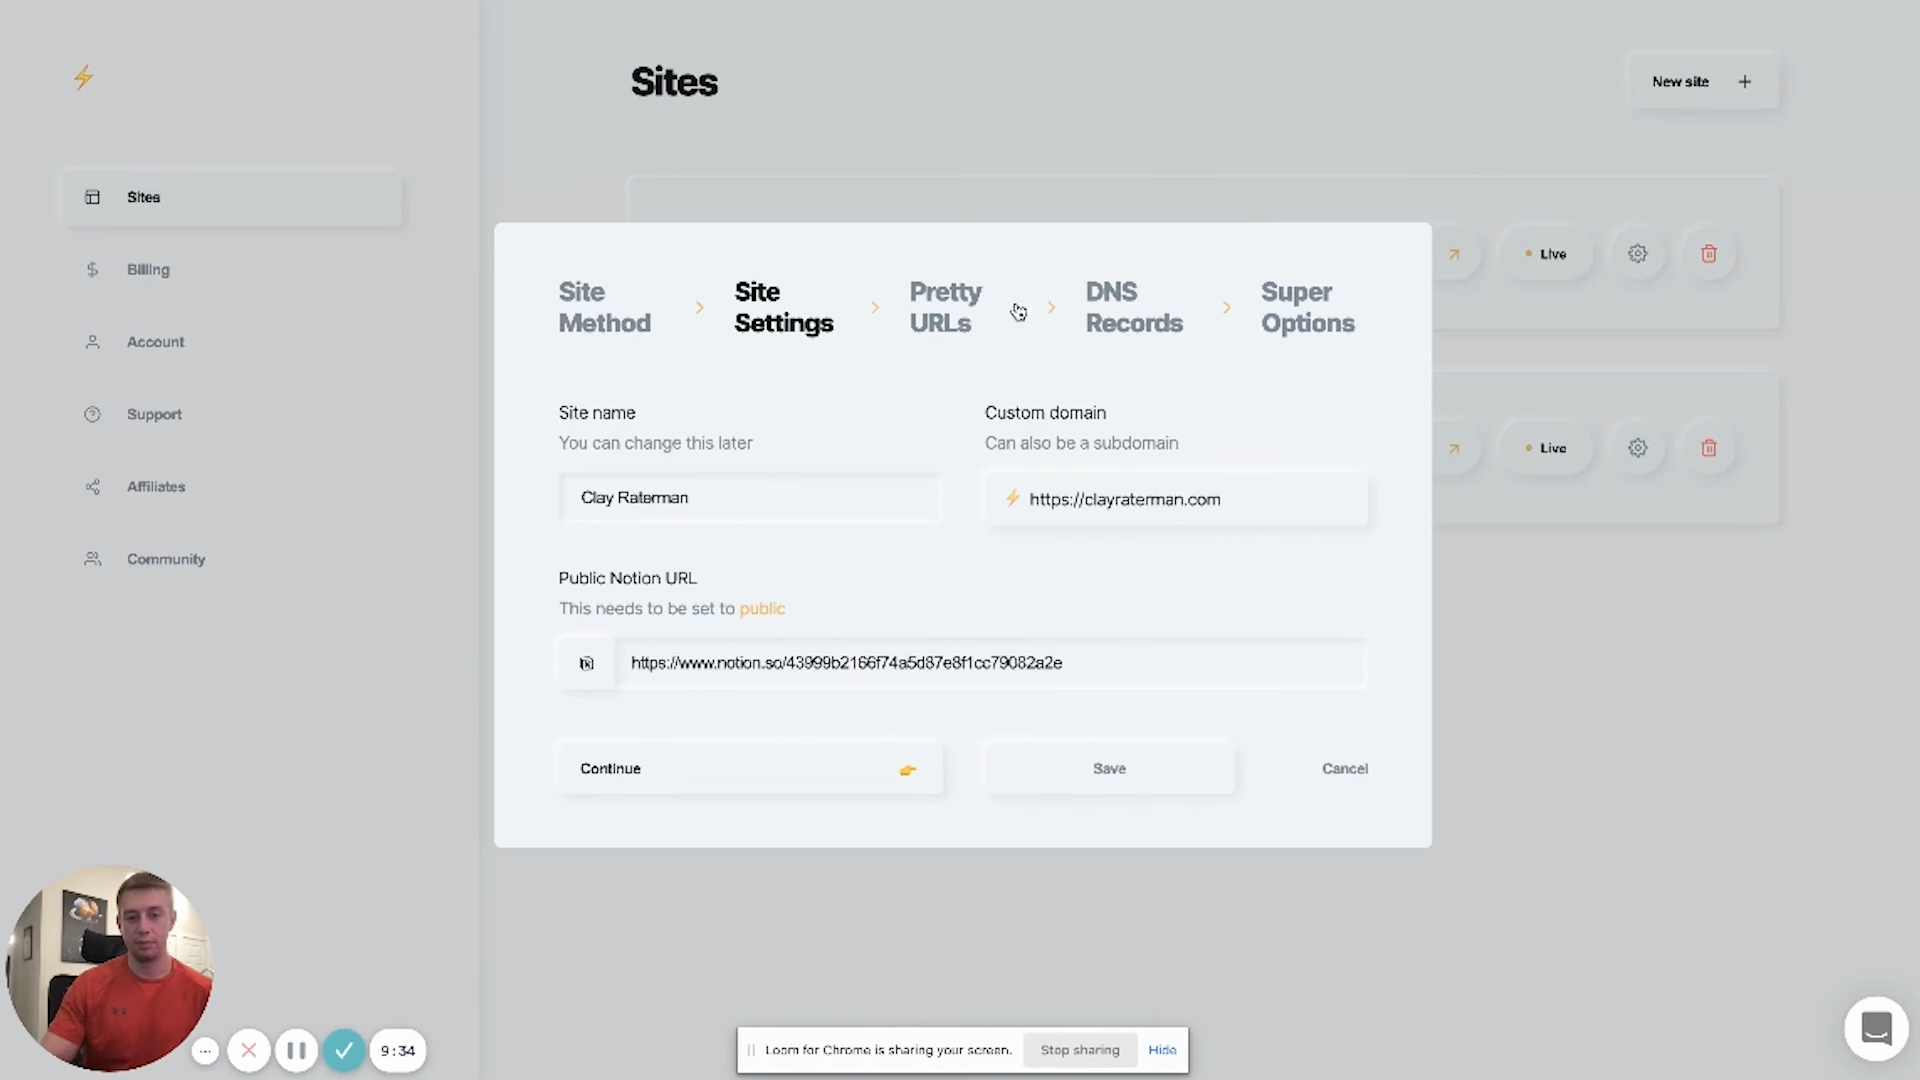 Sites
New site
Sites
Billing
Account
Support
Affiliates
Community
Live
Live
Site Method
Site Settings
Pretty URLs
DNS Records
Super Options
Site name
You can change this later
Clay Raterman
Custom domain
Can also be a subdomain
https://clayraterman.com
Public Notion URL
This needs to be set to public
https://www.notion.so/43999b2166f74a5d87e8f1cc79082a2e
Continue
Save
Cancel
9:34
Loom for Chrome is sharing your screen.
Stop sharing
Hide